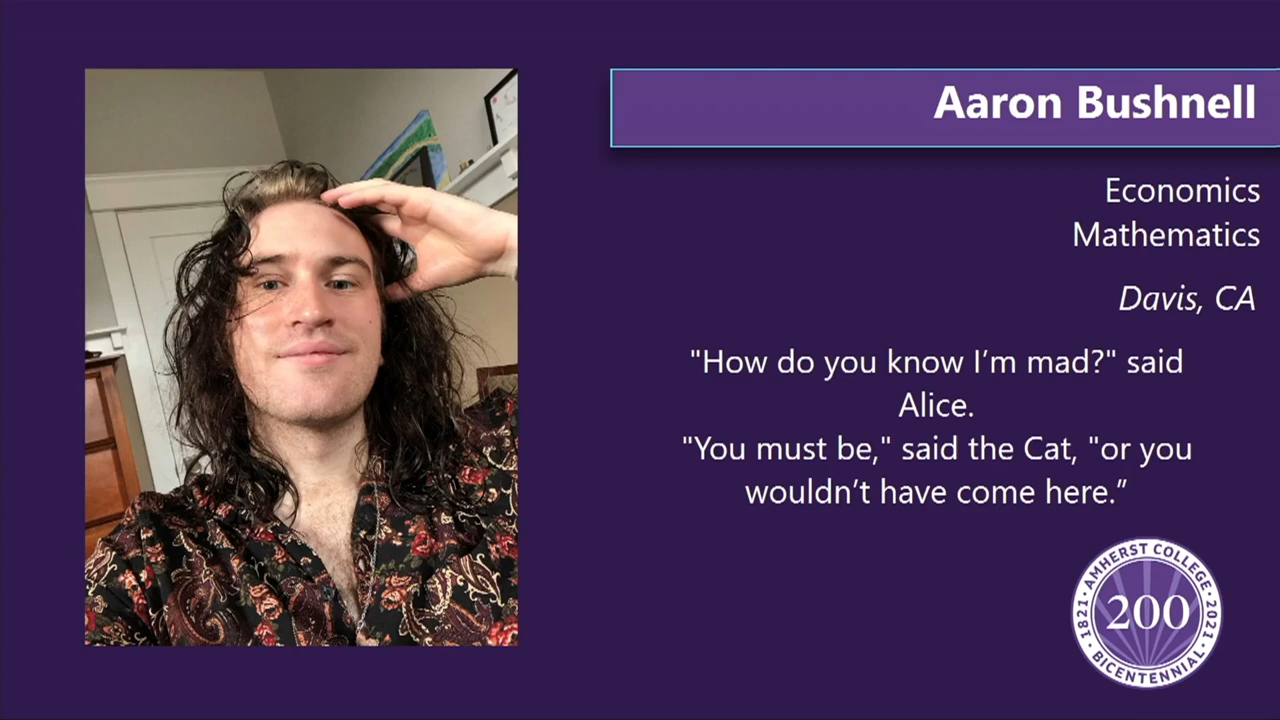 Aaron Bushnell
Economics
Mathematics
Davis, CA
"How do you know I’m mad?" said
Alice.
"You must be," said the Cat, "or you
wouldn’t have come here.”
1821 · AMHERST COLLEGE · 2021 · BICENTENNIAL ·
200